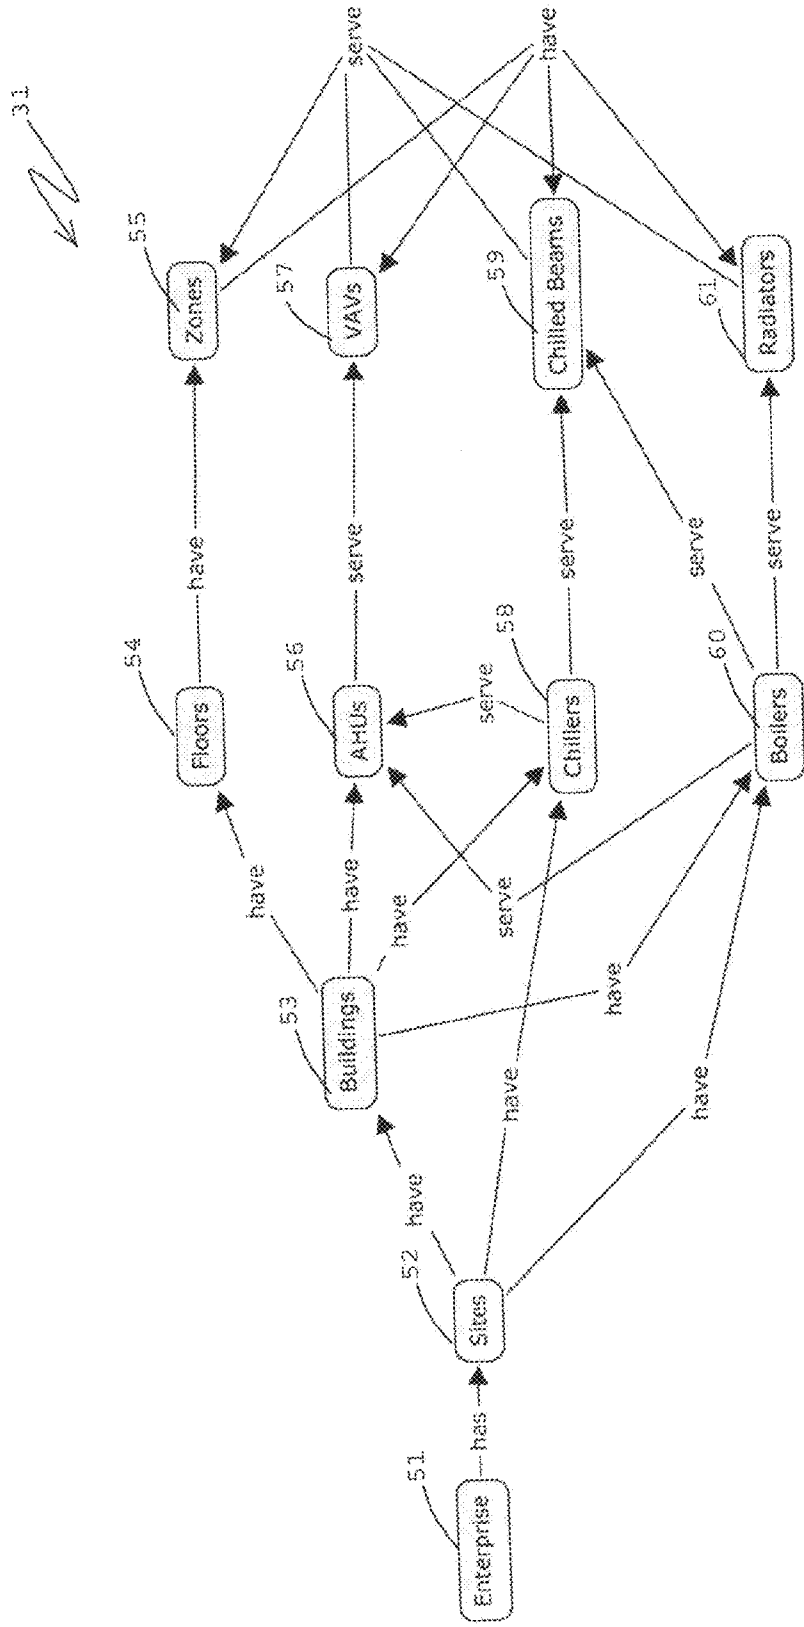 31
Enterprise
51
has
Sites
52
have
have
have
Buildings
53
have
have
have
have
Floors
54
AHUs
56
Chillers
58
Boilers
60
serve
serve
have
serve
serve
serve
serve
Zones
55
VAVs
57
Chilled Beams
59
Radiators
61
serve
have